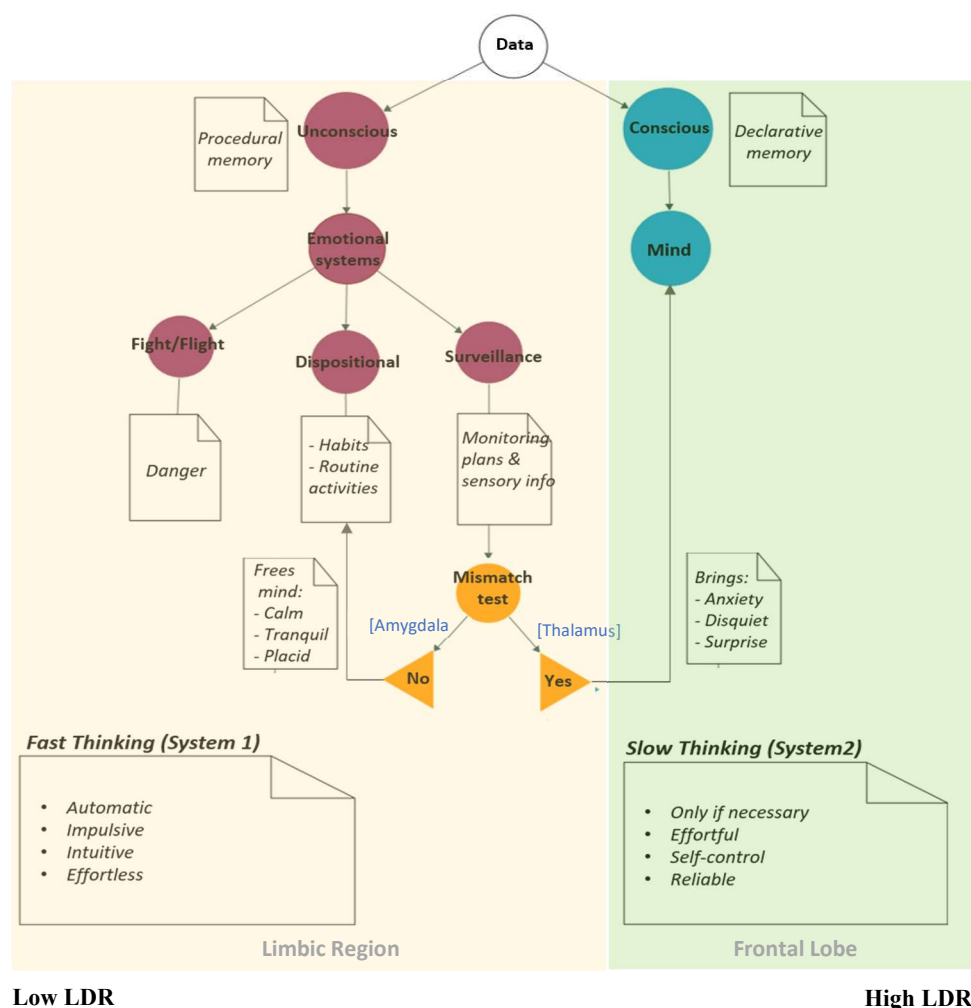 Data
Unconscious
Procedural
memory
Conscious
Declarative
memory
Emotional
systems
Mind
Fight/Flight
Dispositional
Surveillance
Danger
- Habits
- Routine
activities
Monitoring
plans &
sensory info
Mismatch
test
Frees
mind:
- Calm
- Tranquil
- Placid
[Amygdala
[Thalamus]
No
Yes
Brings:
- Anxiety
- Disquiet
- Surprise
Fast Thinking (System 1)
• Automatic
• Impulsive
• Intuitive
• Effortless
Slow Thinking (System2)
• Only if necessary
• Effortful
• Self-control
• Reliable
Limbic Region
Frontal Lobe
Low LDR
High LDR